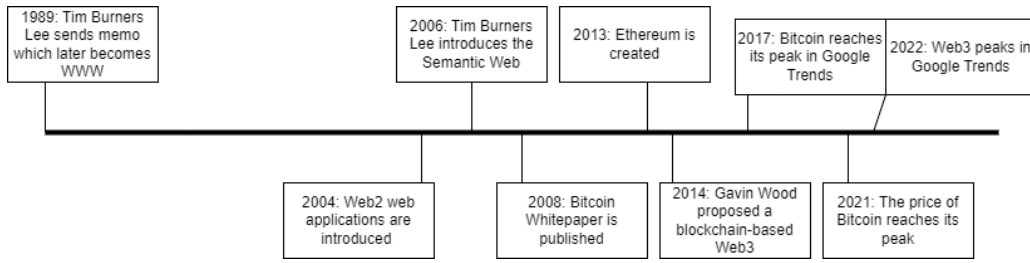 1989: Tim Burners
Lee sends memo
which later becomes
WWW
2006: Tim Burners
Lee introduces the
Semantic Web
2013: Ethereum is
created
2017: Bitcoin reaches
its peak in Google
Trends
2022: Web3 peaks in
Google Trends
2004: Web2 web
applications are
introduced
2008: Bitcoin
Whitepaper is
published
2014: Gavin Wood
proposed a
blockchain-based
Web3
2021: The price of
Bitcoin reaches its
peak